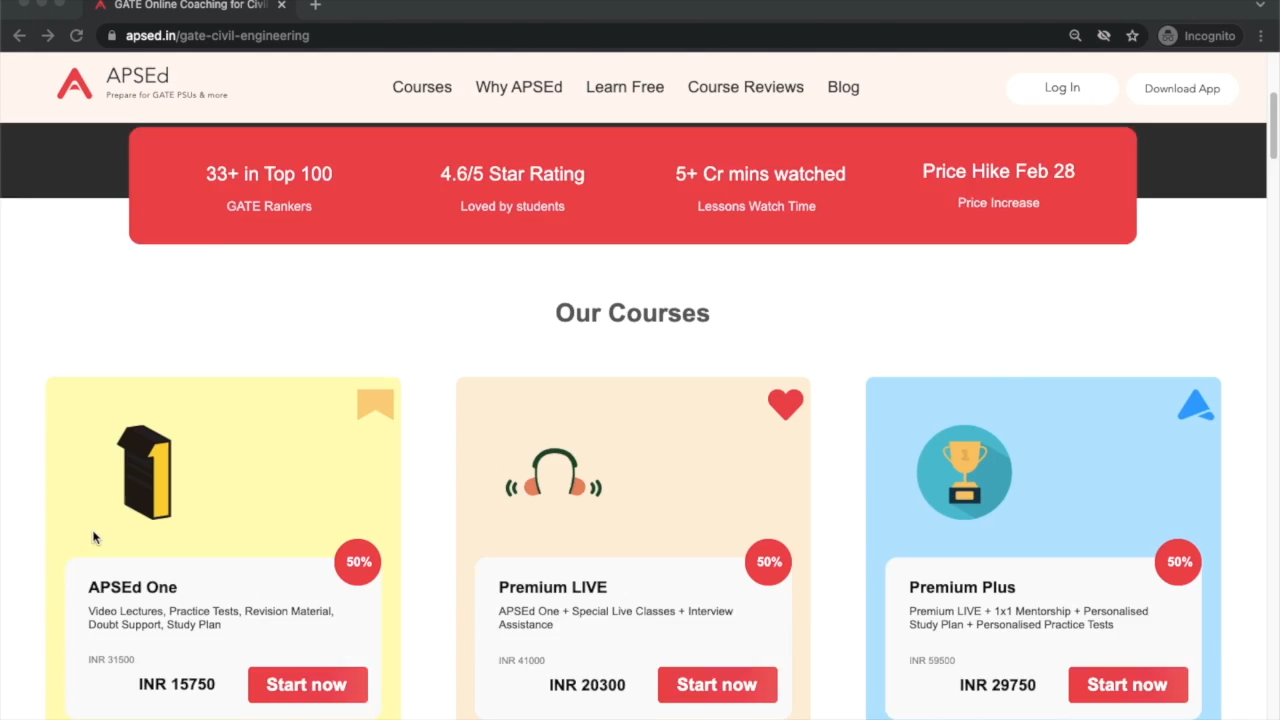 GATE Online Coaching for Civil
apsed.in/gate-civil-engineering
Incognito
APSEd
Prepare for GATE PSUs & more
Courses
Why APSEd
Learn Free
Course Reviews
Blog
Log In
Download App
33+ in Top 100
GATE Rankers
4.6/5 Star Rating
Loved by students
5+ Cr mins watched
Lessons Watch Time
Price Hike Feb 28
Price Increase
Our Courses
1
50%
APSEd One
Video Lectures, Practice Tests, Revision Material,
Doubt Support, Study Plan
INR 31500
INR 15750
Start now
50%
Premium LIVE
APSEd One + Special Live Classes + Interview
Assistance
INR 41000
INR 20300
Start now
1
50%
Premium Plus
Premium LIVE + 1x1 Mentorship + Personalised
Study Plan + Personalised Practice Tests
INR 59500
INR 29750
Start now